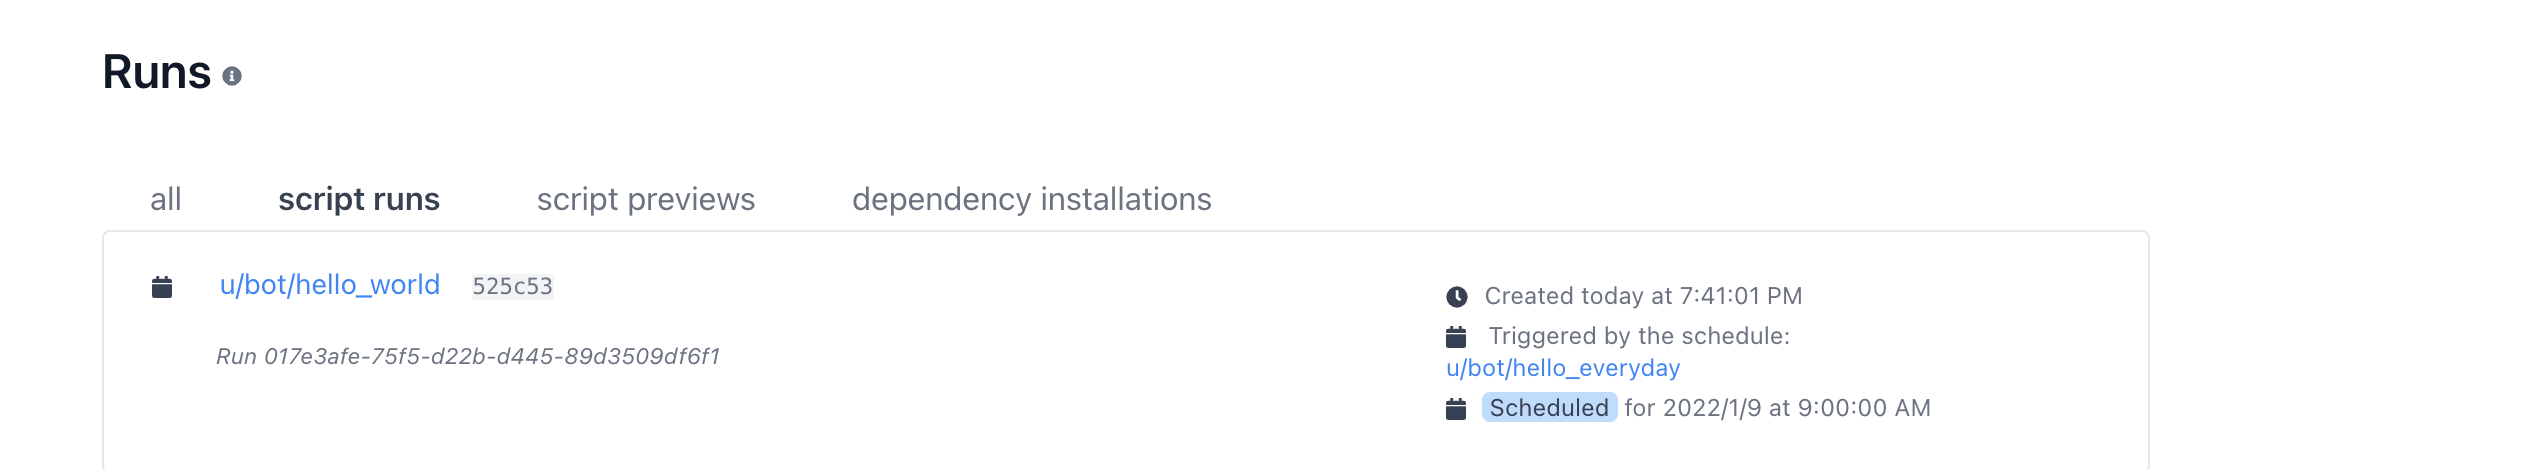 Runs
all script runs script previews dependency installations
u/bot/hello_world 525c53
Run 017e3afe-75f5-d22b-d445-89d3509df6f1
Created today at 7:41:01 PM
Triggered by the schedule:
u/bot/hello_everyday
Scheduled for 2022/1/9 at 9:00:00 AM